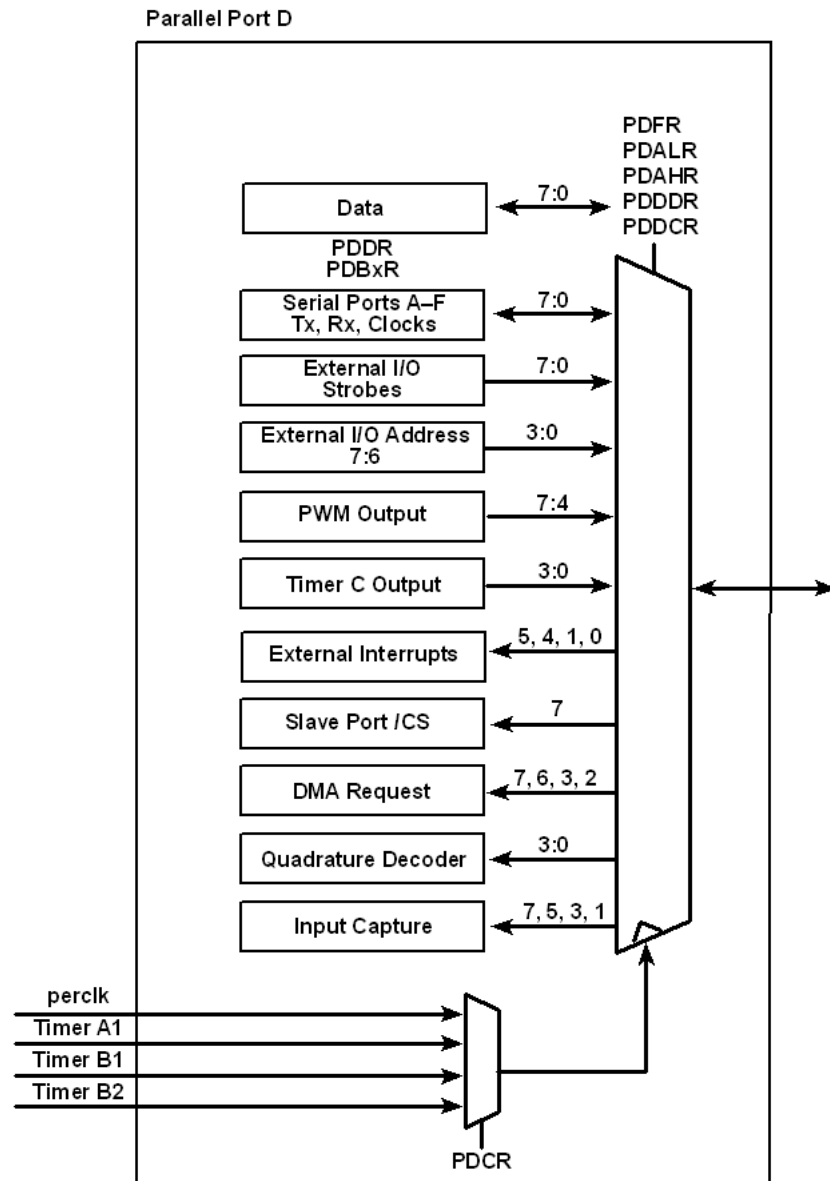 Parallel Port D
PDFR
PDALR
PDAHR
PDDDR
PDDCR
Data
7:0
PDDR
PDBxR
Serial Ports A–F
Tx, Rx, Clocks
7:0
External I/O
Strobes
7:0
External I/O Address
7:6
3:0
PWM Output
7:4
Timer C Output
3:0
External Interrupts
5, 4, 1, 0
Slave Port /CS
7
DMA Request
7, 6, 3, 2
Quadrature Decoder
3:0
Input Capture
7, 5, 3, 1
perclk
Timer A1
Timer B1
Timer B2
PDCR